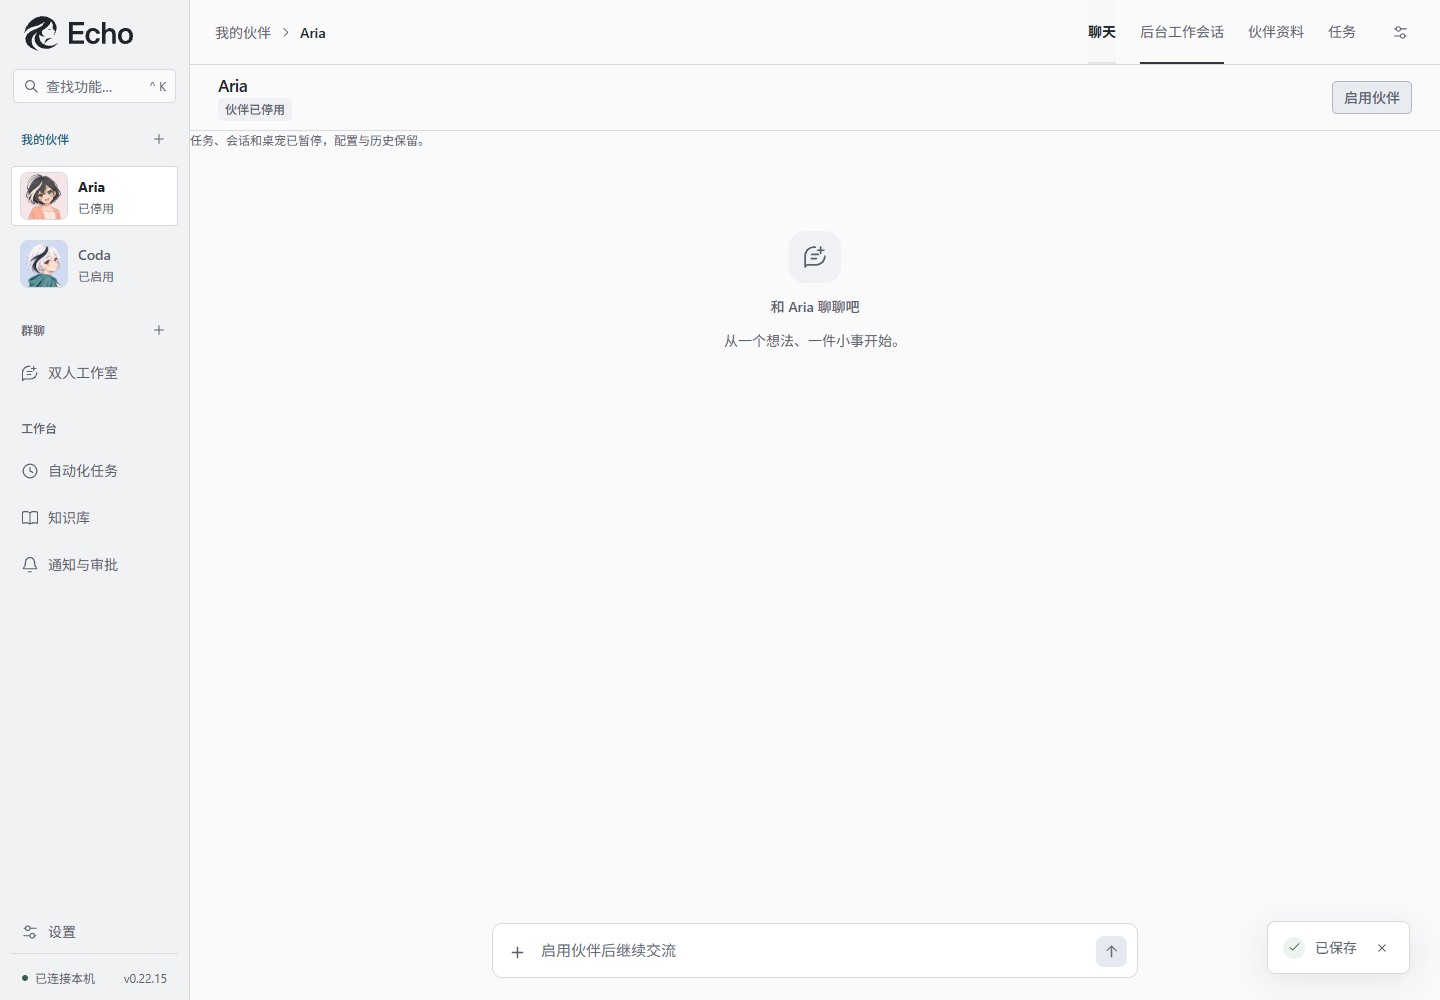 Echo
查找功能...
^ K
我的伙伴
Aria
已停用
Coda
已启用
群聊
双人工作室
工作台
自动化任务
知识库
通知与审批
设置
已连接本机
v0.22.15
我的伙伴 > Aria
聊天
后台工作会话
伙伴资料
任务
Aria
伙伴已停用
启用伙伴
任务、会话和桌宠已暂停，配置与历史保留。
和 Aria 聊聊吧
从一个想法、一件小事开始。
启用伙伴后继续交流
已保存